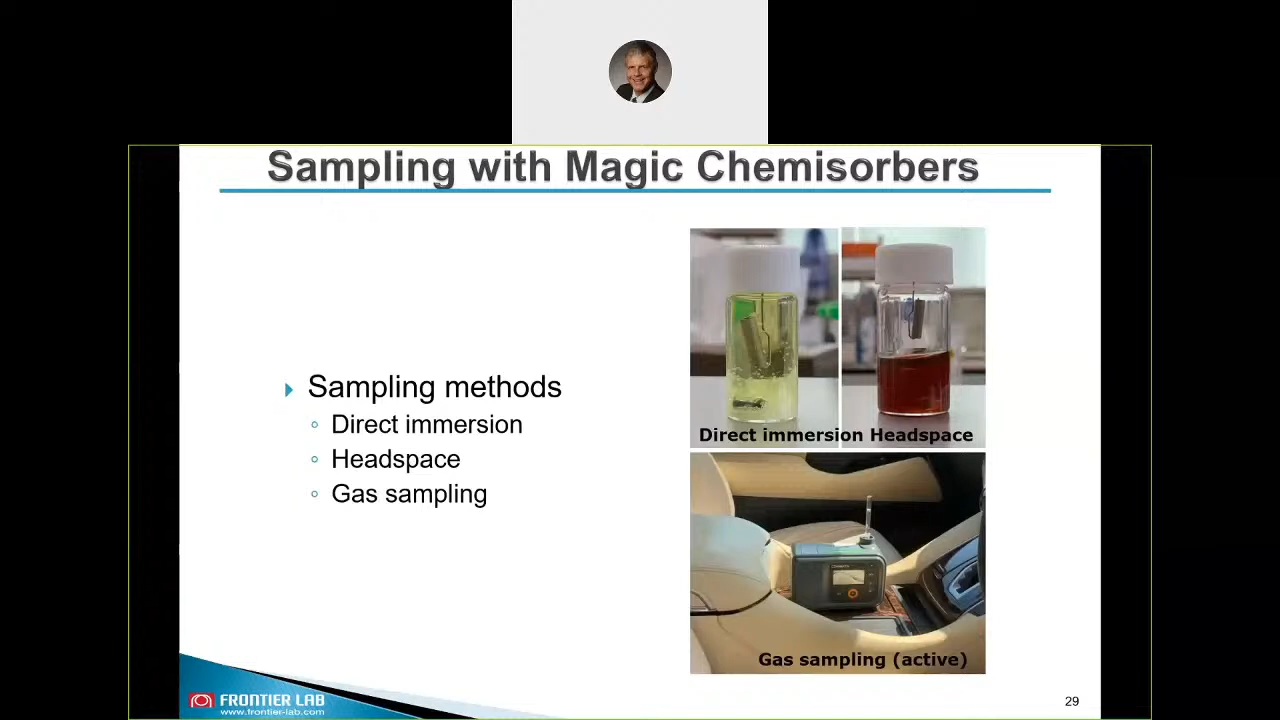 Sampling with Magic Chemisorbers
Sampling methods
Direct immersion
Headspace
Gas sampling
Direct immersion Headspace
Gas sampling (active)
FRONTIER LAB
www.frontier-lab.com
29